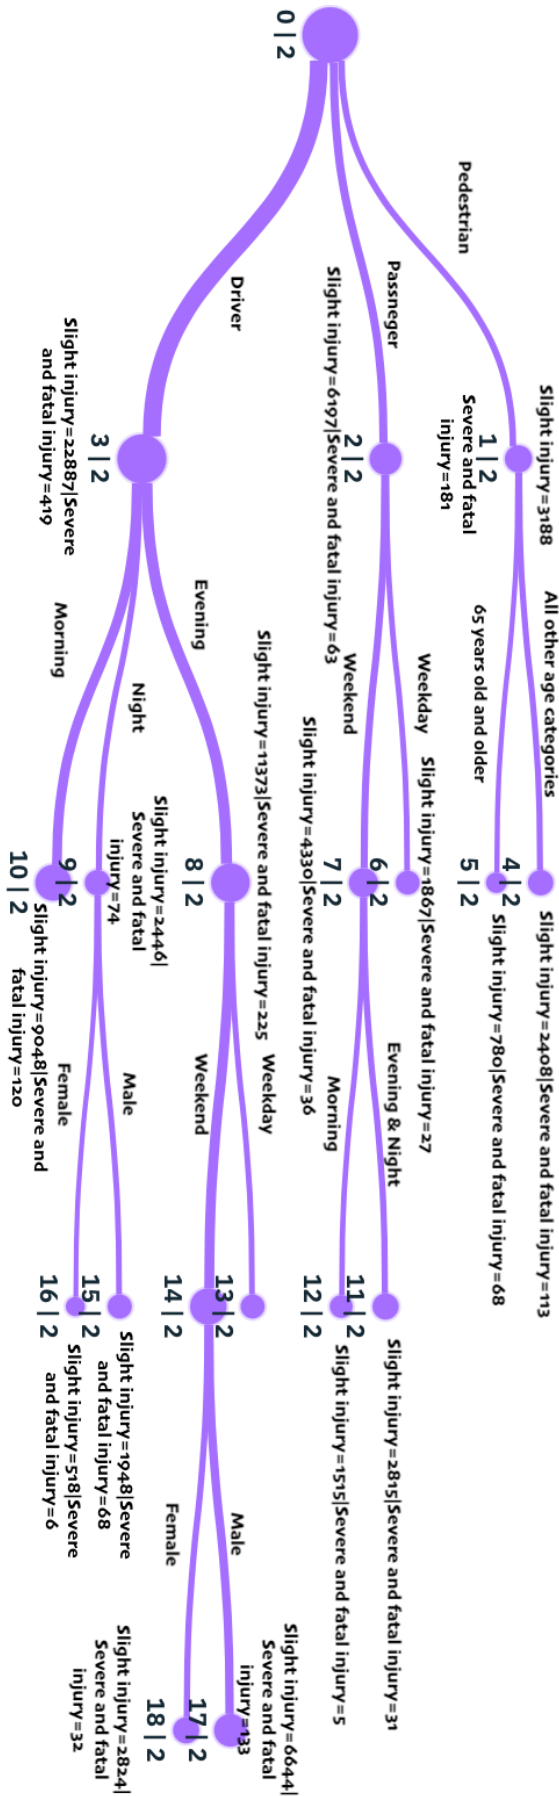 0 | 2
Pedestrian
Passneger
Driver
Slight injury=3188
1 | 2
Severe and fatal
injury=181
Slight injury=6197|Severe and fatal injury=63
2 | 2
Slight injury=22887|Severe
and fatal injury=419
3 | 2
All other age categories
65 years old and older
Weekday
Weekend
Evening
Night
Morning
Slight injury=2408|Severe and fatal injury=113
4 | 2
Slight injury=780|Severe and fatal injury=68
5 | 2
Slight injury=1867|Severe and fatal injury=27
6 | 2
Slight injury=4330|Severe and fatal injury=36
7 | 2
Slight injury=11373|Severe and fatal injury=225
8 | 2
Slight injury=2446|
Severe and fatal
injury=74
9 | 2
Slight injury=9048|Severe and
fatal injury=120
10 | 2
Evening & Night
Morning
Weekday
Weekend
Male
Female
Slight injury=2815|Severe and fatal injury=31
11 | 2
Slight injury=1515|Severe and fatal injury=5
12 | 2
13 | 2
14 | 2
Slight injury=1948|Severe
and fatal injury=68
15 | 2
Slight injury=518|Severe
and fatal injury=6
16 | 2
Male
Female
Slight injury=6644|
Severe and fatal
injury=133
17 | 2
Slight injury=2824|
Severe and fatal
injury=32
18 | 2